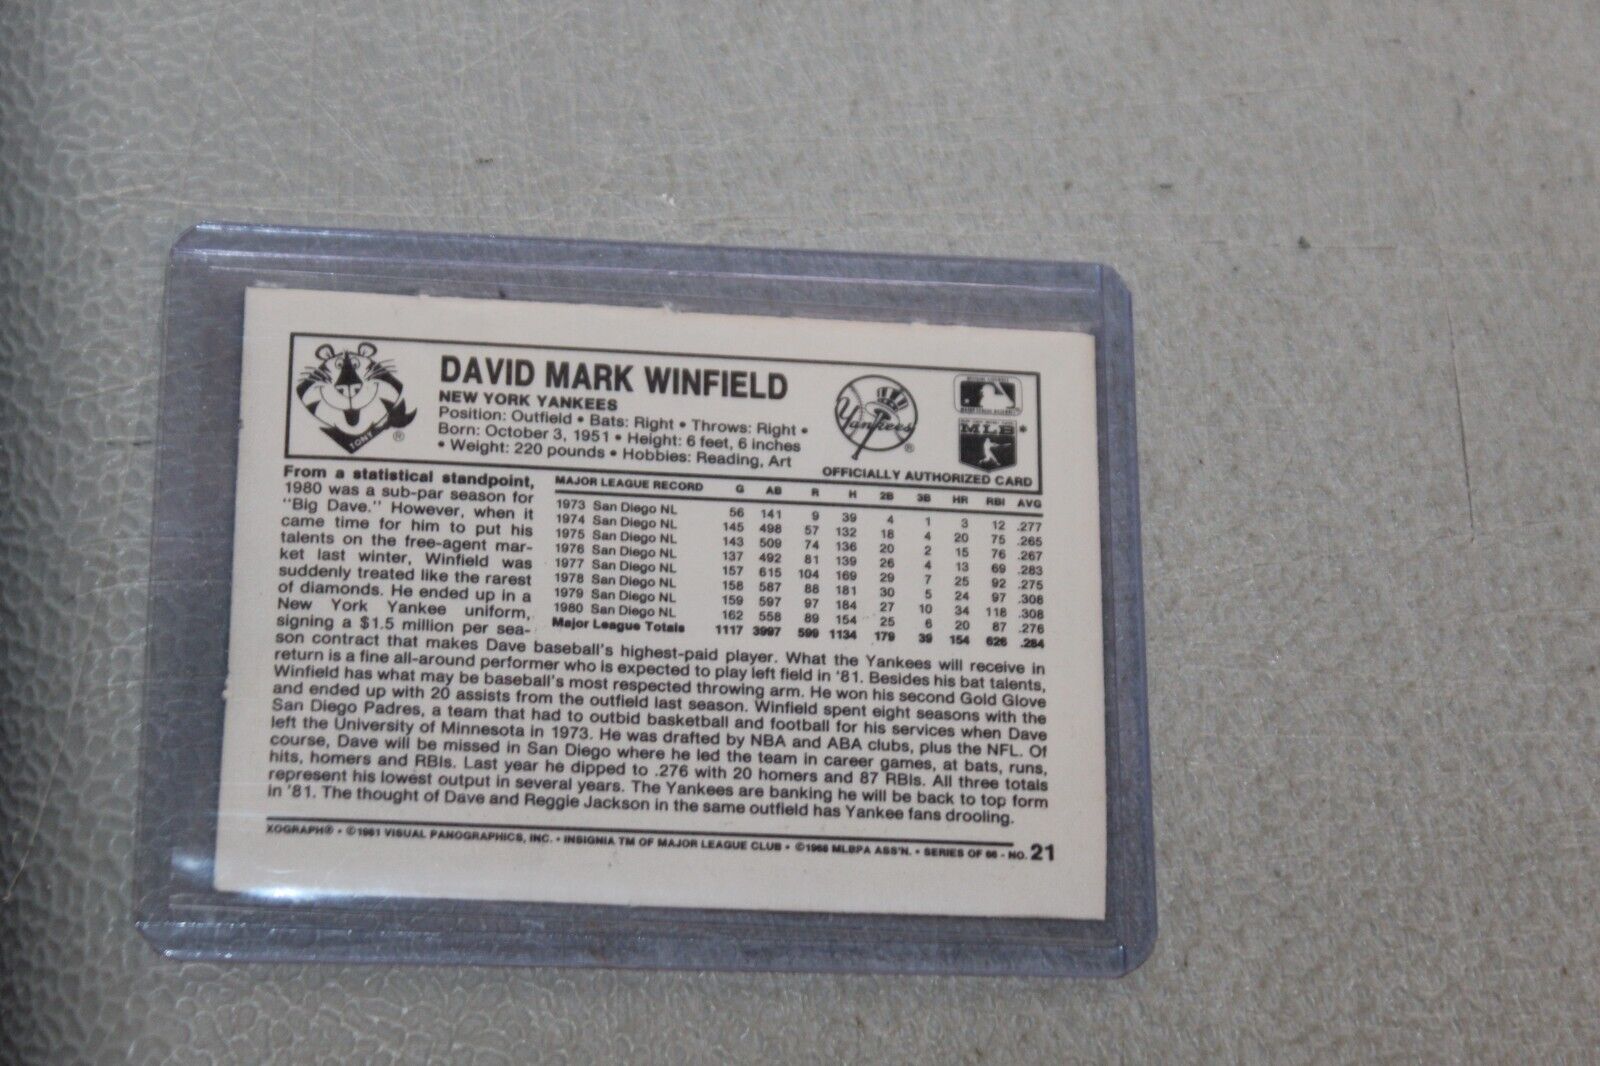 TONY ®
DAVID MARK WINFIELD
NEW YORK YANKEES
Position: Outfield • Bats: Right • Throws: Right •
Born: October 3, 1951 • Height: 6 feet, 6 inches
• Weight: 220 pounds • Hobbies: Reading, Art
Yankees ®
MLB *
OFFICIALLY AUTHORIZED CARD
From a statistical standpoint,
1980 was a sub-par season for
"Big Dave." However, when it
came time for him to put his
talents on the free-agent mar-
ket last winter, Winfield was
suddenly treated like the rarest
of diamonds. He ended up in a
New York Yankee uniform,
signing a $1.5 million per sea-
MAJOR LEAGUE RECORD G AB R H 2B 3B HR RBI AVG
1973 San Diego NL 56 141 9 39 4 1 3 12 .277
1974 San Diego NL 145 498 57 132 18 4 20 75 .265
1975 San Diego NL 143 509 74 136 20 2 15 76 .267
1976 San Diego NL 137 492 81 139 26 4 13 69 .283
1977 San Diego NL 157 615 104 169 29 7 25 92 .275
1978 San Diego NL 158 587 88 181 30 5 24 97 .308
1979 San Diego NL 159 597 97 184 27 10 34 118 .308
1980 San Diego NL 162 558 89 154 25 6 20 87 .276
Major League Totals 1117 3997 599 1134 179 39 154 626 .284
son contract that makes Dave baseball's highest-paid player. What the Yankees will receive in
return is a fine all-around performer who is expected to play left field in '81. Besides his bat talents,
Winfield has what may be baseball's most respected throwing arm. He won his second Gold Glove
and ended up with 20 assists from the outfield last season. Winfield spent eight seasons with the
San Diego Padres, a team that had to outbid basketball and football for his services when Dave
left the University of Minnesota in 1973. He was drafted by NBA and ABA clubs, plus the NFL. Of
course, Dave will be missed in San Diego where he led the team in career games, at bats, runs,
hits, homers and RBIs. Last year he dipped to .276 with 20 homers and 87 RBIs. All three totals
represent his lowest output in several years. The Yankees are banking he will be back to top form
in '81. The thought of Dave and Reggie Jackson in the same outfield has Yankee fans drooling.
XOGRAPH® • ©1981 VISUAL PANOGRAPHICS, INC. • INSIGNIA TM OF MAJOR LEAGUE CLUB • ©1968 MLBPA ASS'N. • SERIES OF 66 - NO. 21